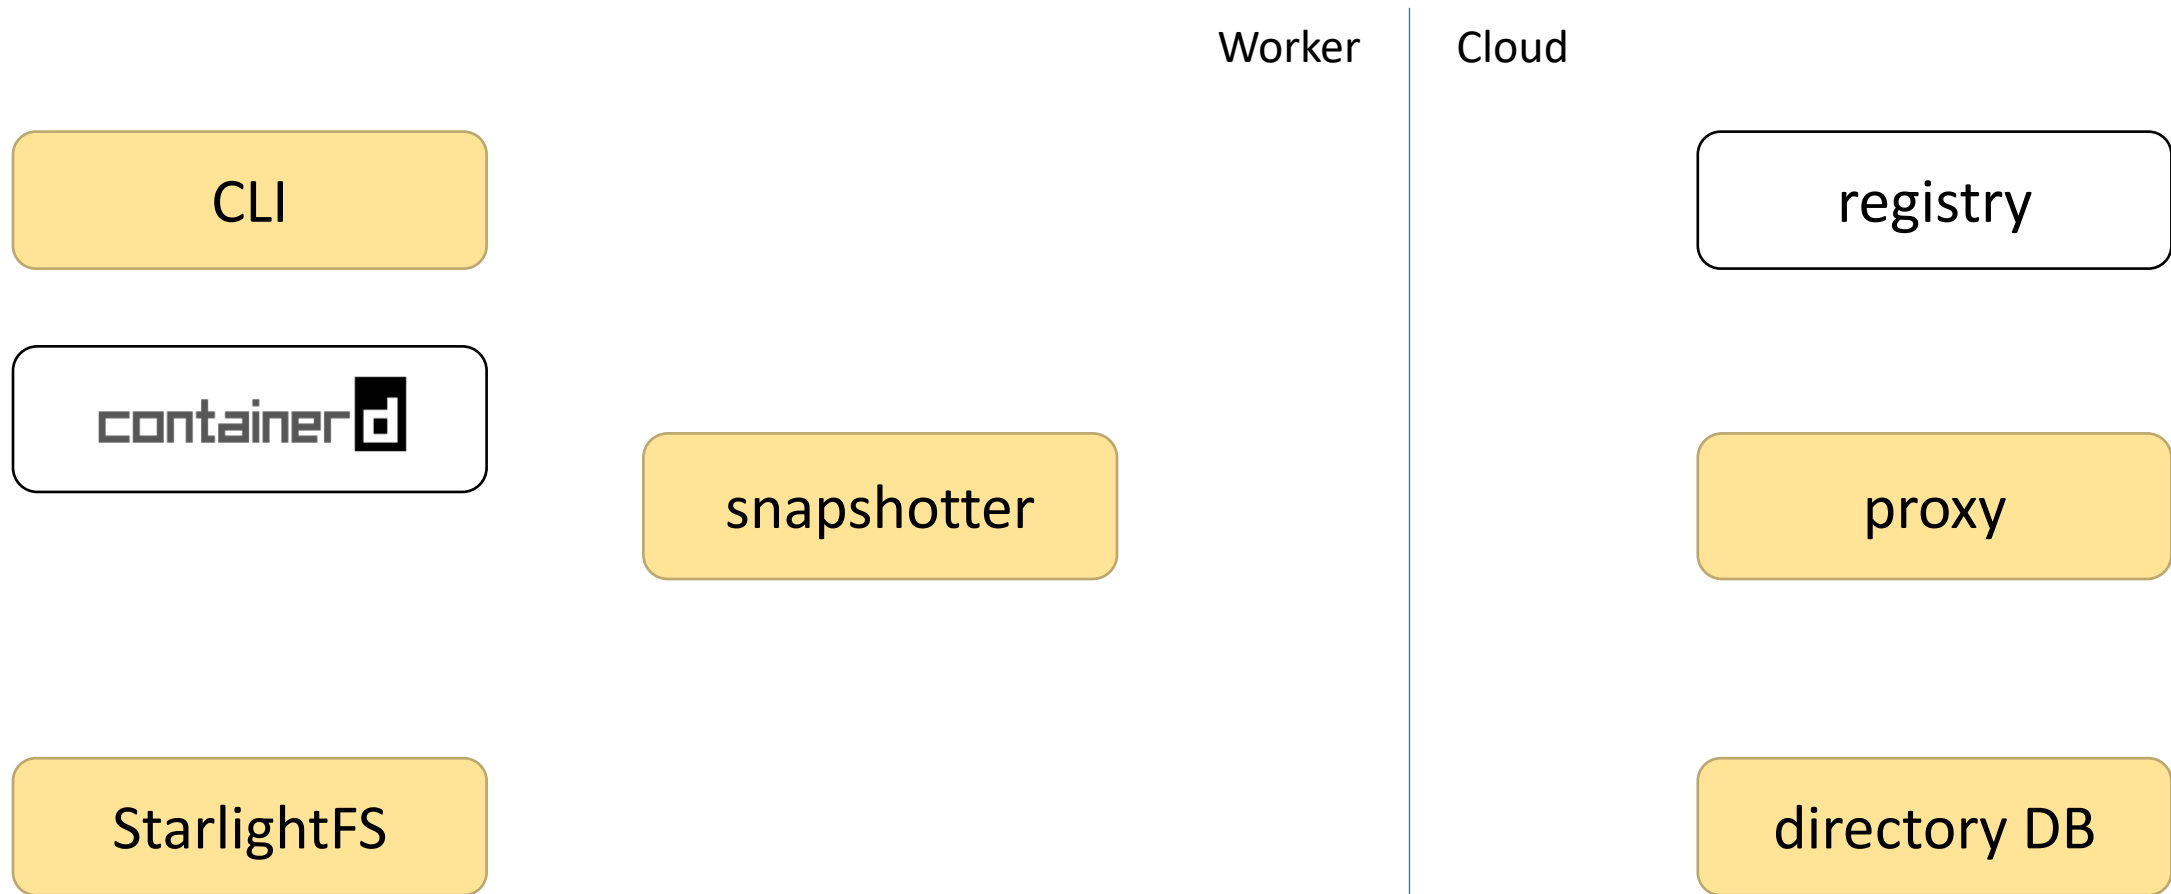 Worker
Cloud
CLI
registry
containerd
snapshotter
proxy
StarlightFS
directory DB